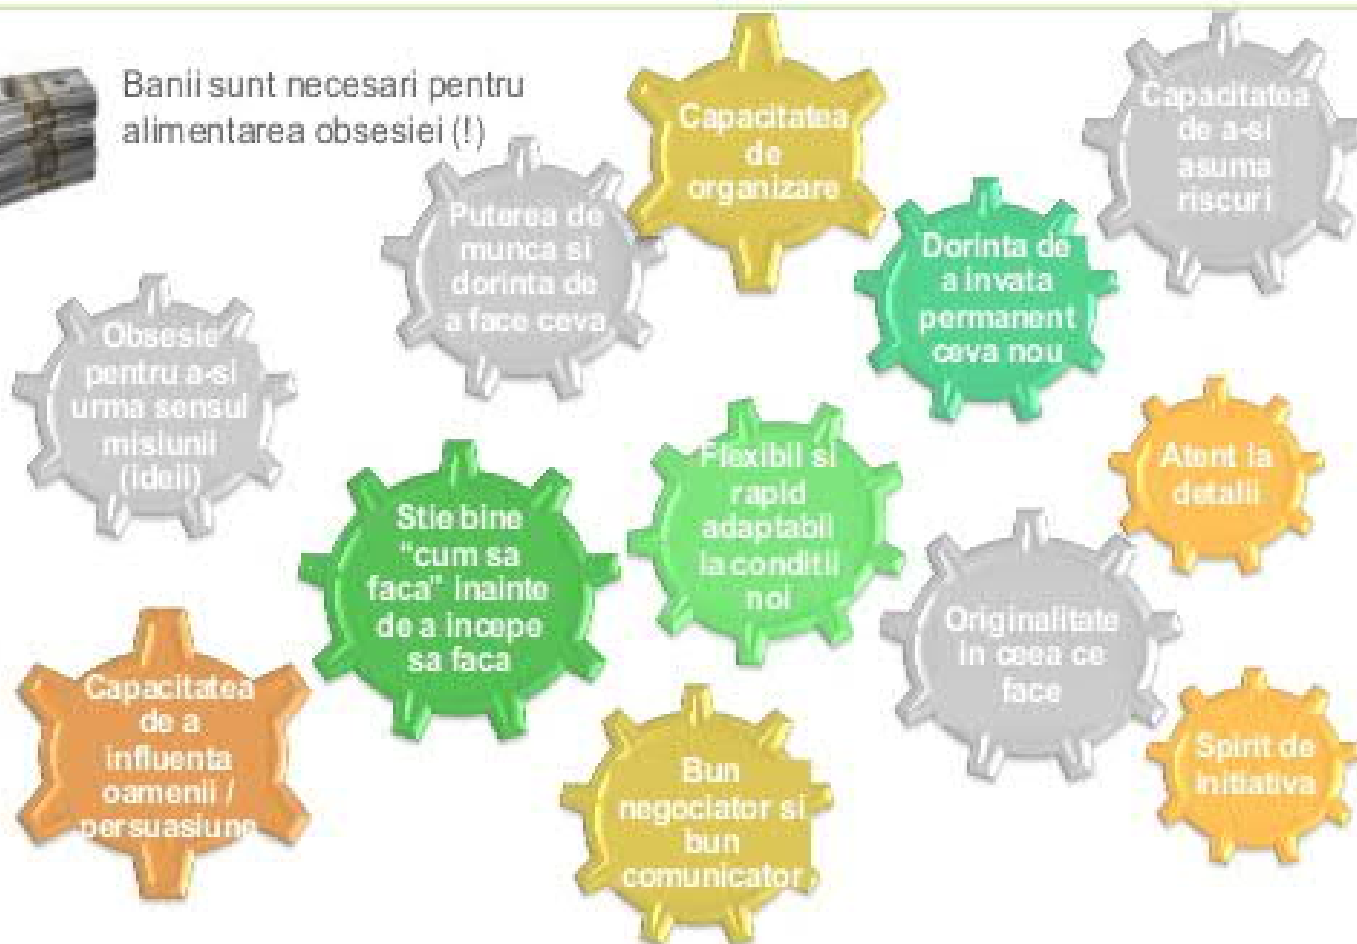 Banii sunt necesari pentru
alimentarea obsesiei (!)
Capacitatea
de
organizare
Capacitatea
de a-si
asuma
riscuri
Puterea de
munca si
dorinta de
a face ceva
Dorinta de
a invata
permanent
ceva nou
Obsesie
pentru a-si
urma sensul
misiunii
(ideii)
Stie bine
"cum sa
faca" inainte
de a incepe
sa faca
Flexibil si
rapid
adaptabil
la conditii
noi
Atent la
detalii
Originalitate
in ceea ce
face
Capacitatea
de a
influenta
oamenii /
persuasiune
Bun
negociator si
bun
comunicator
Spirit de
initiativa